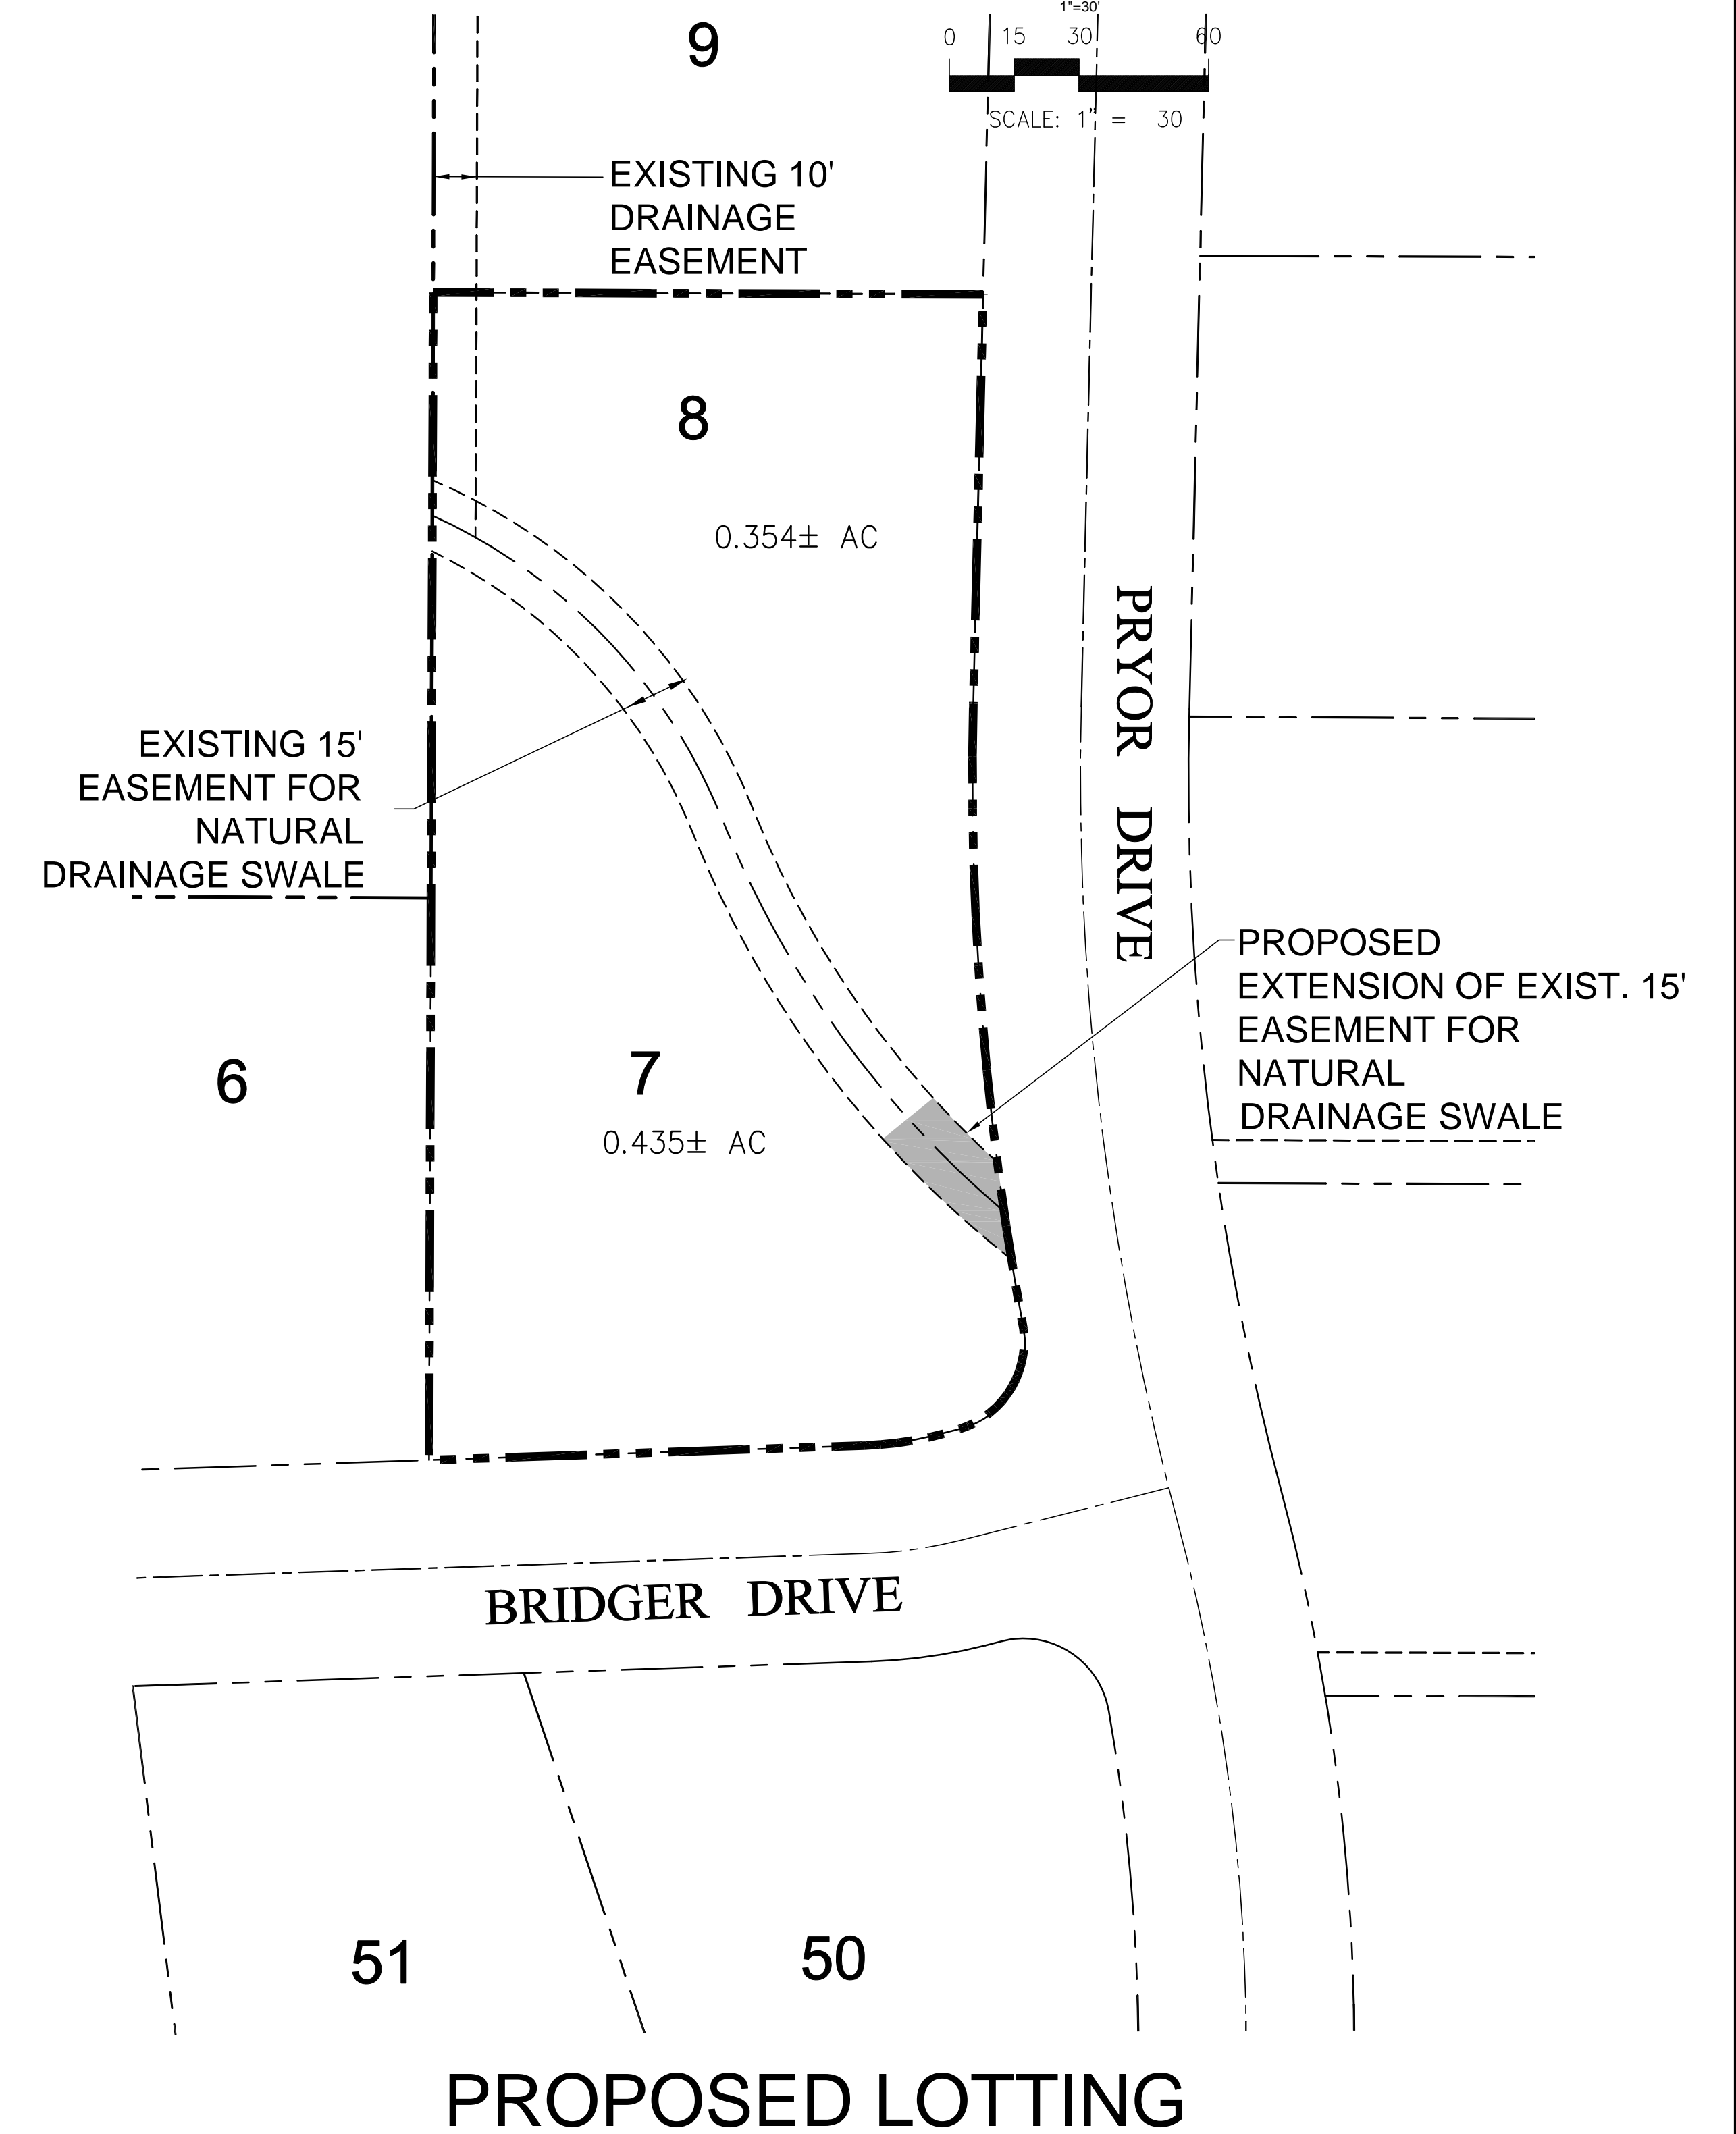 1"=30'
9
0 15 30 60
SCALE: 1" = 30
EXISTING 10'
DRAINAGE
EASEMENT
8
0.354± AC
PRYOR DRIVE
EXISTING 15'
EASEMENT FOR
NATURAL
DRAINAGE SWALE
PROPOSED
EXTENSION OF EXIST. 15'
EASEMENT FOR
NATURAL
DRAINAGE SWALE
6
7
0.435± AC
BRIDGER DRIVE
51
50
PROPOSED LOTTING